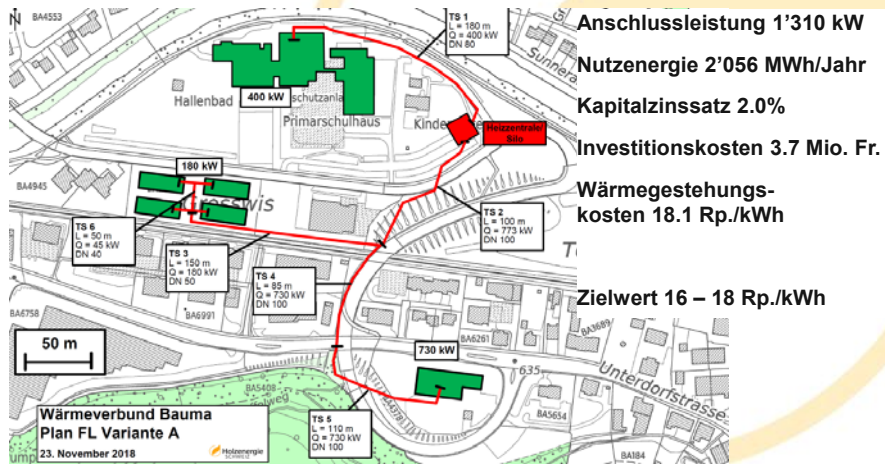 Anschlussleistung 1'310 kW
Nutzenergie 2'056 MWh/Jahr
Kapitalzinssatz 2.0%
Investitionskosten 3.7 Mio. Fr.
Wärmegestehungs-
kosten 18.1 Rp./kWh
Zielwert 16 – 18 Rp./kWh
N
BA4553
TS 1
L = 180 m
Q = 400 kW
DN 80
Hallenbad
400 kW
Primarschulhaus
Heizzentrale/
Silo
180 kW
BA4945
TS 6
L = 50 m
Q = 45 kW
DN 40
TS 3
L = 150 m
Q = 180 kW
DN 50
TS 2
L = 100 m
Q = 773 kW
DN 100
TS 4
L = 85 m
Q = 730 kW
DN 100
BA6758
BA6991
50 m
730 kW
BA6261
BA3689
635
Unterdorfstrasse
BA5408
BA5654
BA184
TS 5
L = 110 m
Q = 730 kW
DN 100
Wärmeverbund Bauma
Plan FL Variante A
23. November 2018
Holzenergie
SCHWEIZ